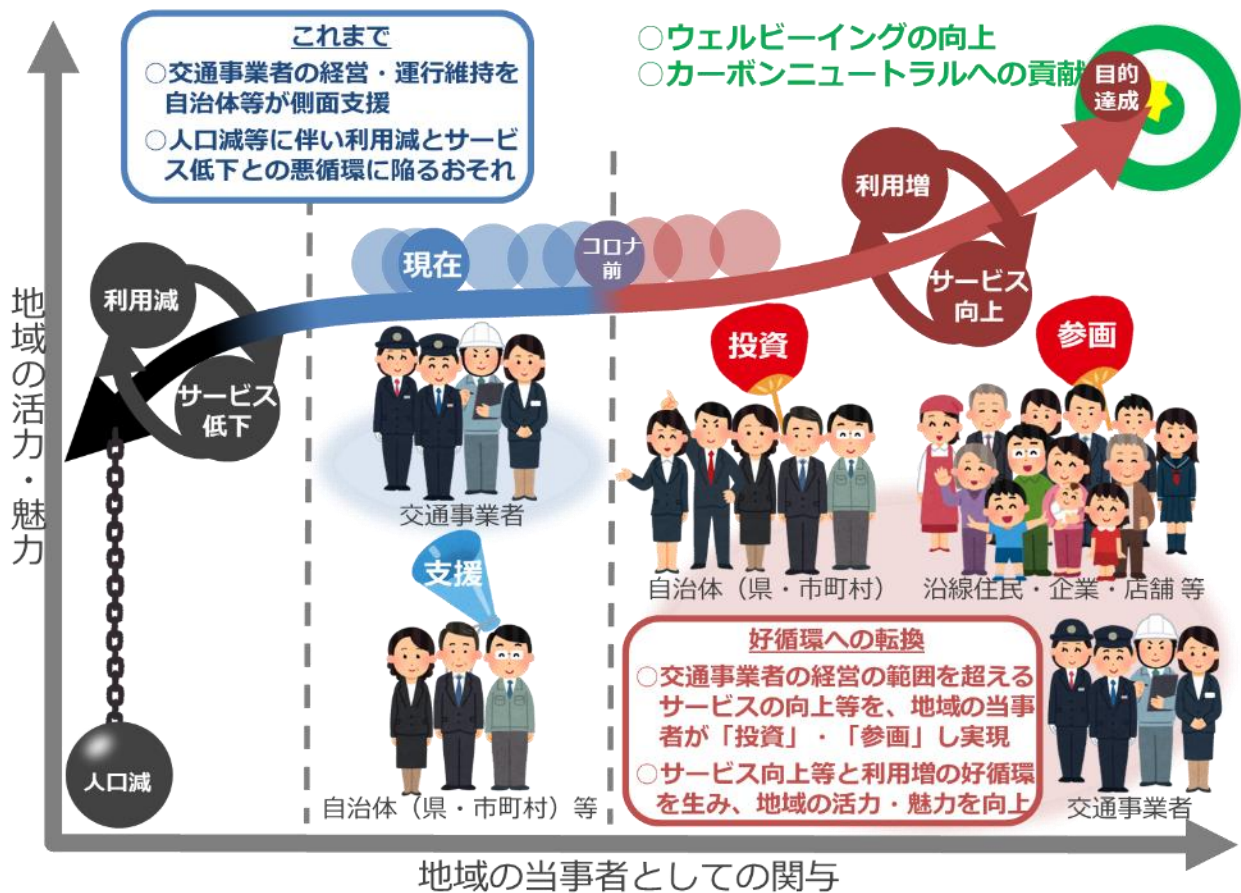 これまで
○交通事業者の経営・運行維持を
自治体等が側面支援
○人口減等に伴い利用減とサービ
ス低下との悪循環に陥るおそれ
○ウェルビーイングの向上
○カーボンニュートラルへの貢献
目的
達成
利用増
サービス
向上
コロナ
前
現在
利用減
サービス
低下
地域の活力・魅力
投資
参画
交通事業者
支援
自治体(県・市町村)
沿線住民・企業・店舗 等
人口減
自治体(県・市町村)等
好循環への転換
○交通事業者の経営の範囲を超える
サービスの向上等を、地域の当事
者が「投資」・「参画」し実現
○サービス向上等と利用増の好循環
を生み、地域の活力・魅力を向上
交通事業者
地域の当事者としての関与